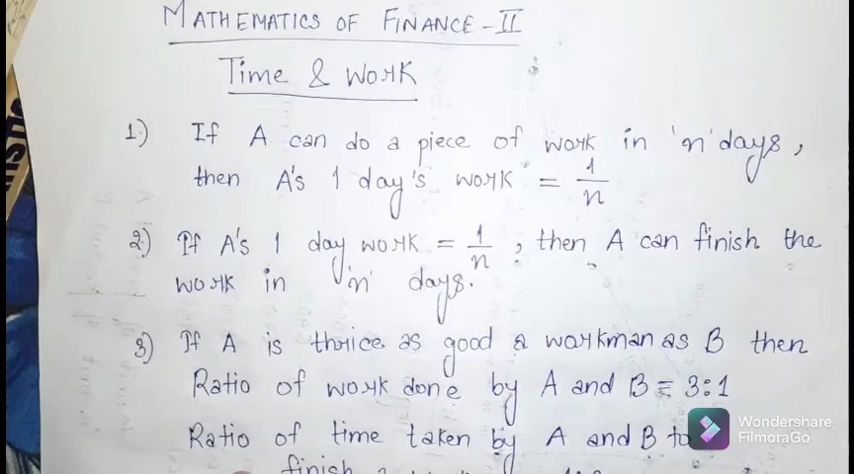 MATHEMATICS OF FINANCE - II
Time & Work
1) If A can do a piece of work in 'n' days,
then A's 1 day's work = 1/n
2) If A's 1 day work = 1/n, then A can finish the
work in 'n' days.
3) If A is thrice as good a workman as B then
Ratio of work done by A and B = 3:1
Ratio of time taken by A and B to
finish
Wondershare
FilmoraGo